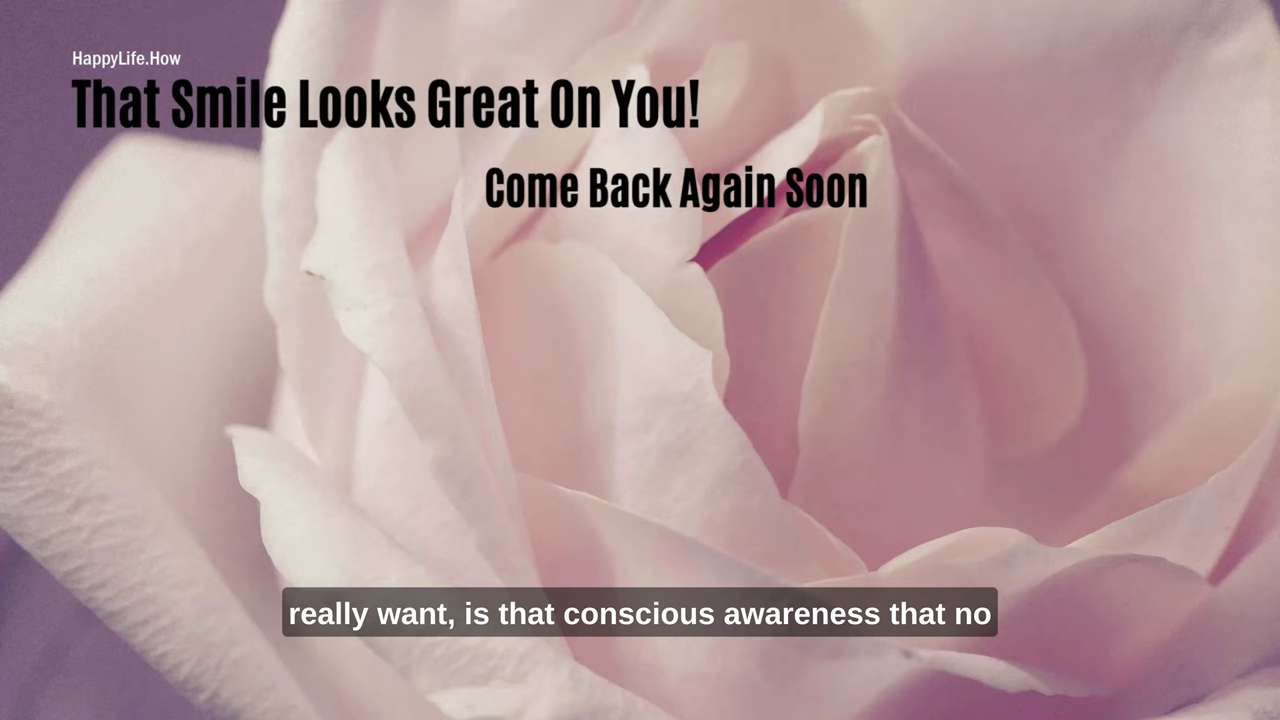 HappyLife.How
That Smile Looks Great On You!
Come Back Again Soon
really want, is that conscious awareness that no